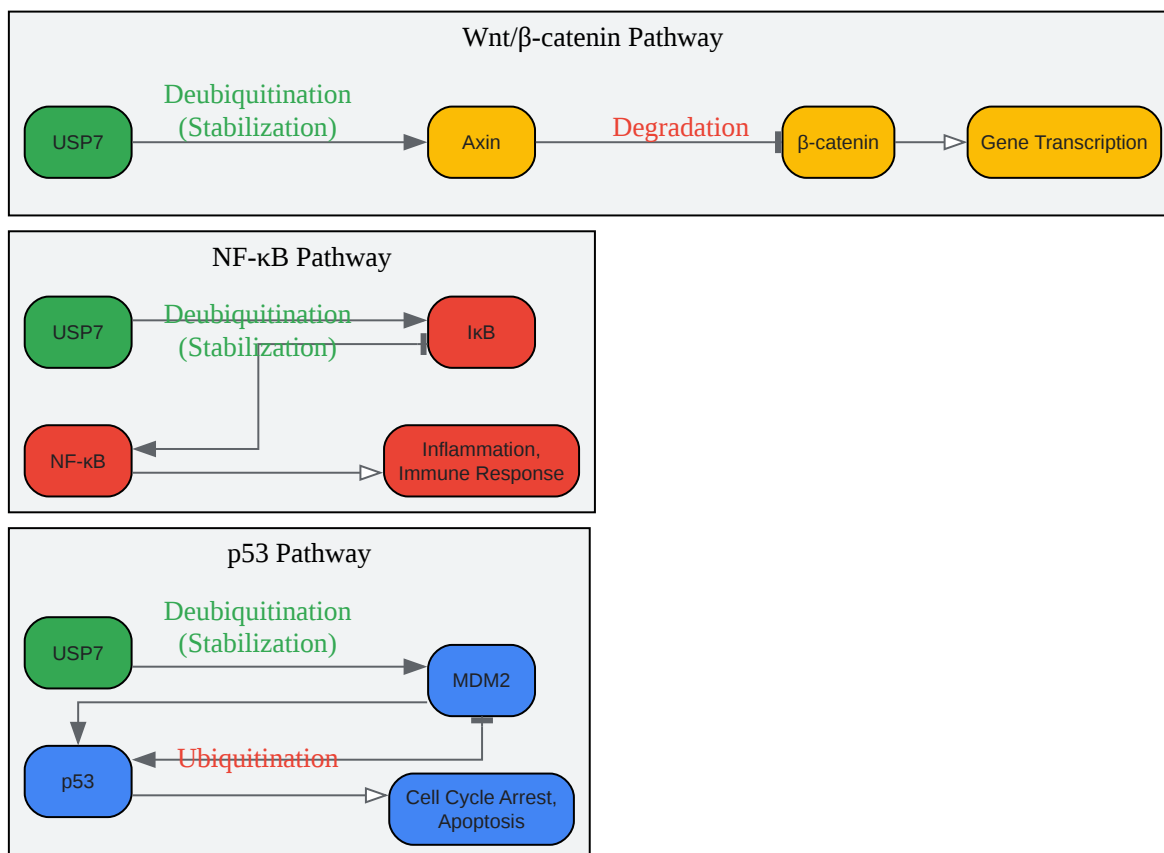 Wnt/β-catenin Pathway
Deubiquitination
(Stabilization)
USP7
Axin
Degradation
β-catenin
Gene Transcription
NF-κB Pathway
USP7
Deubiquitination
(Stabilization)
IκB
NF-κB
Inflammation,
Immune Response
p53 Pathway
Deubiquitination
(Stabilization)
USP7
MDM2
Ubiquitination
p53
Cell Cycle Arrest,
Apoptosis